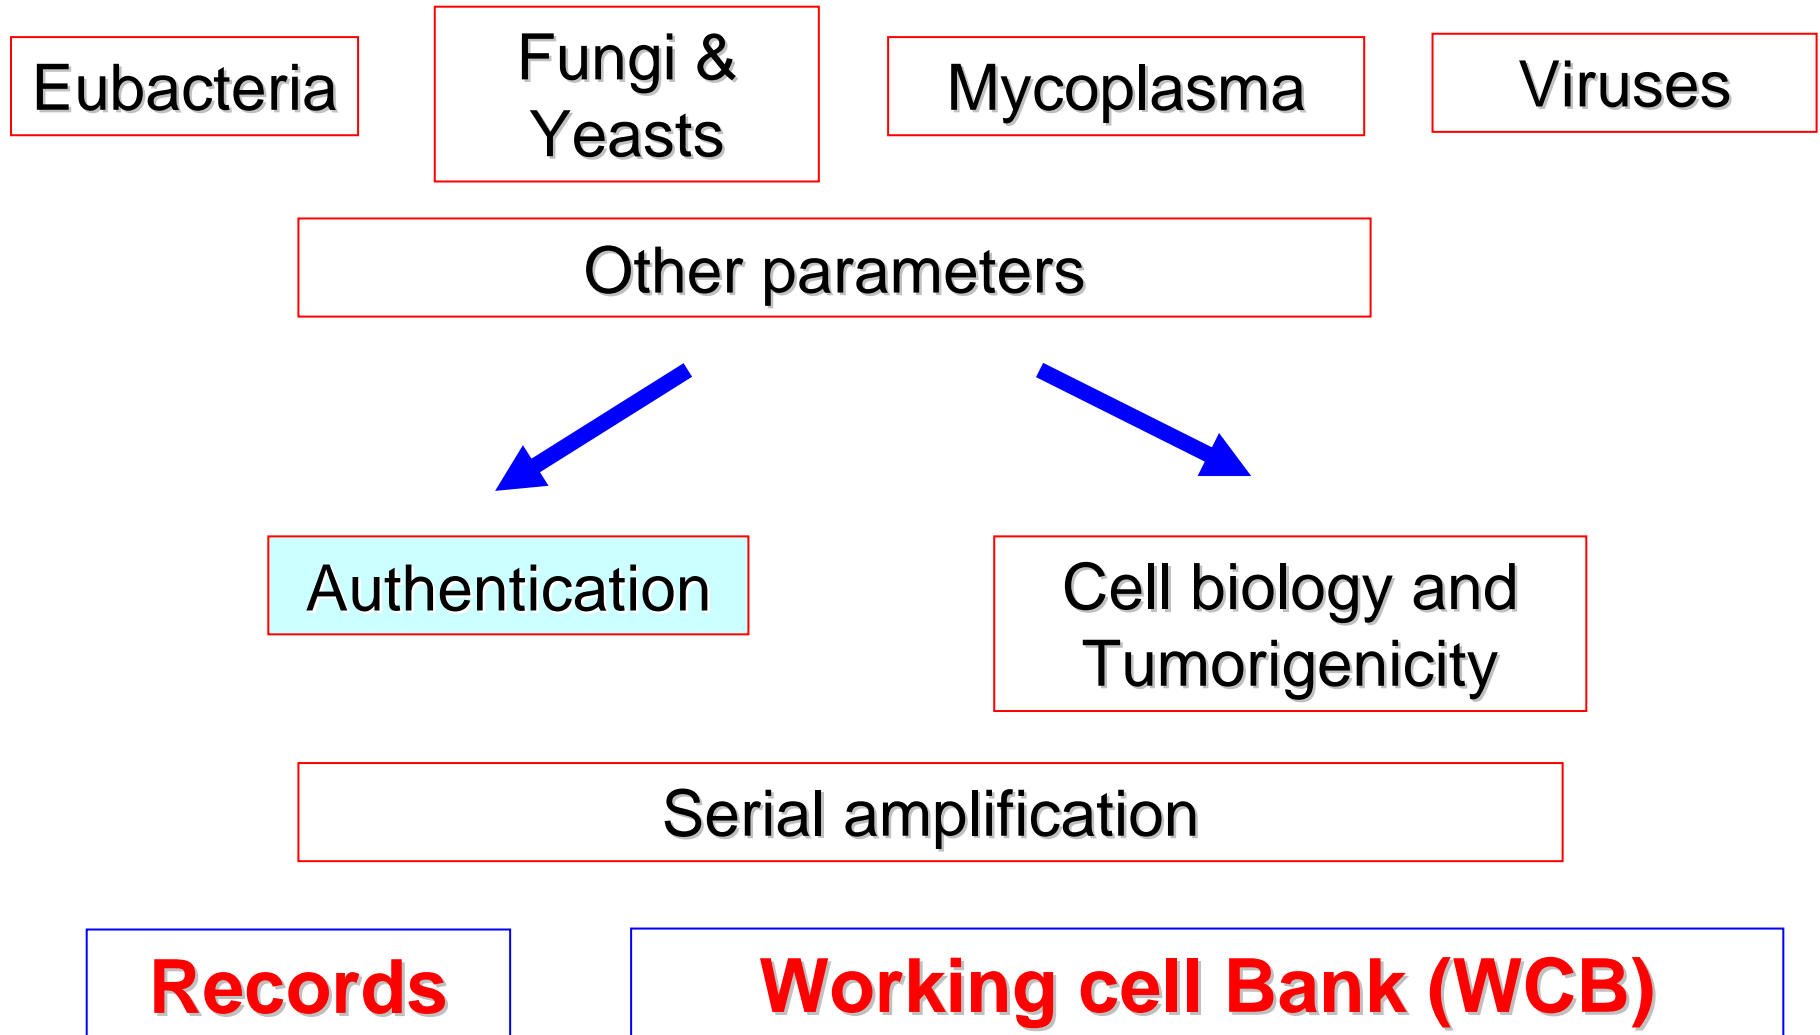 Eubacteria
Fungi &
Yeasts
Mycoplasma
Viruses
Other parameters
Authentication
Cell biology and
Tumorigenicity
Serial amplification
Records
Working cell Bank (WCB)